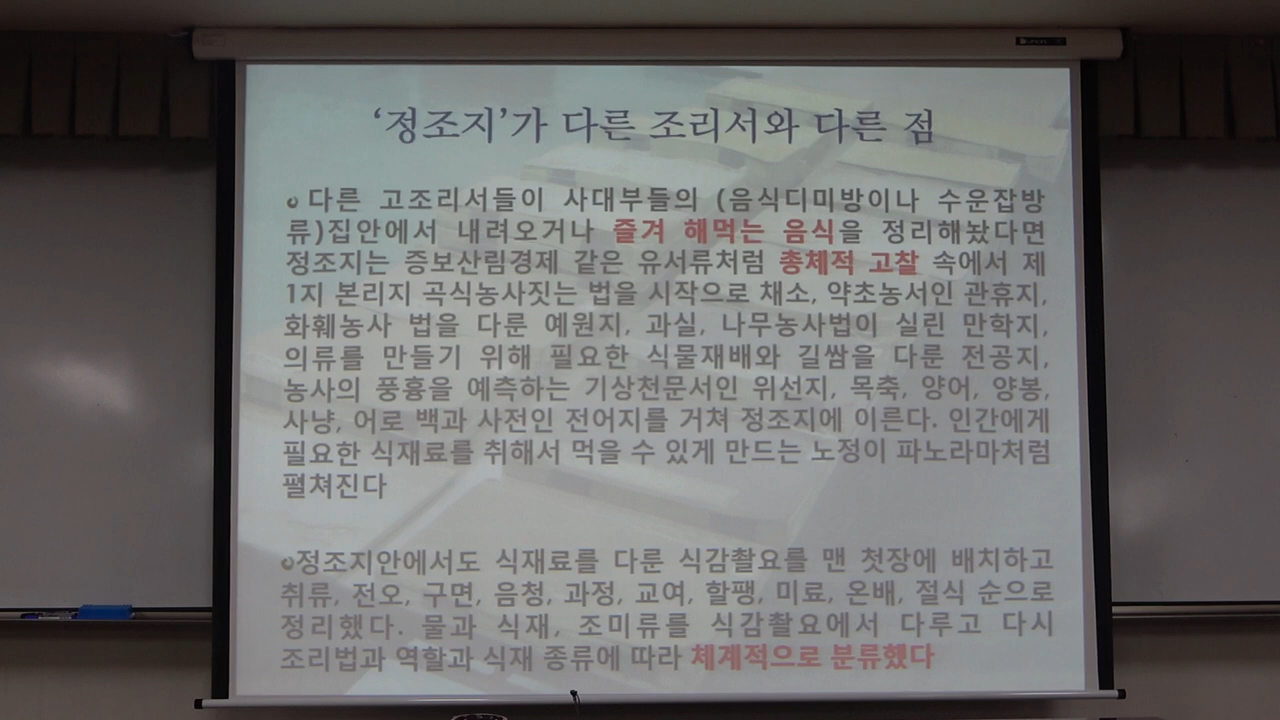 ‘정조지’가 다른 조리서와 다른 점
다른 고조리서들이 사대부들의 (음식디미방이나 수운잡방
류)집안에서 내려오거나 즐겨 해먹는 음식을 정리해놨다면
정조지는 증보산림경제 같은 유서류처럼 총체적 고찰 속에서 제
1지 본리지 곡식농사짓는 법을 시작으로 채소, 약초농서인 관휴지,
화훼농사 법을 다룬 예원지, 과실, 나무농사법이 실린 만학지,
의류를 만들기 위해 필요한 식물재배와 길쌈을 다룬 전공지,
농사의 풍흉을 예측하는 기상천문서인 위선지, 목축, 양어, 양봉,
사냥, 어로 백과 사전인 전어지를 거쳐 정조지에 이른다. 인간에게
필요한 식재료를 취해서 먹을 수 있게 만드는 노정이 파노라마처럼
펼쳐진다
정조지안에서도 식재료를 다룬 식감촬요를 맨 첫장에 배치하고
취류, 전오, 구면, 음청, 과정, 교여, 할팽, 미료, 온배, 절식 순으로
정리했다. 물과 식재, 조미류를 식감촬요에서 다루고 다시
조리법과 역할과 식재 종류에 따라 체계적으로 분류했다